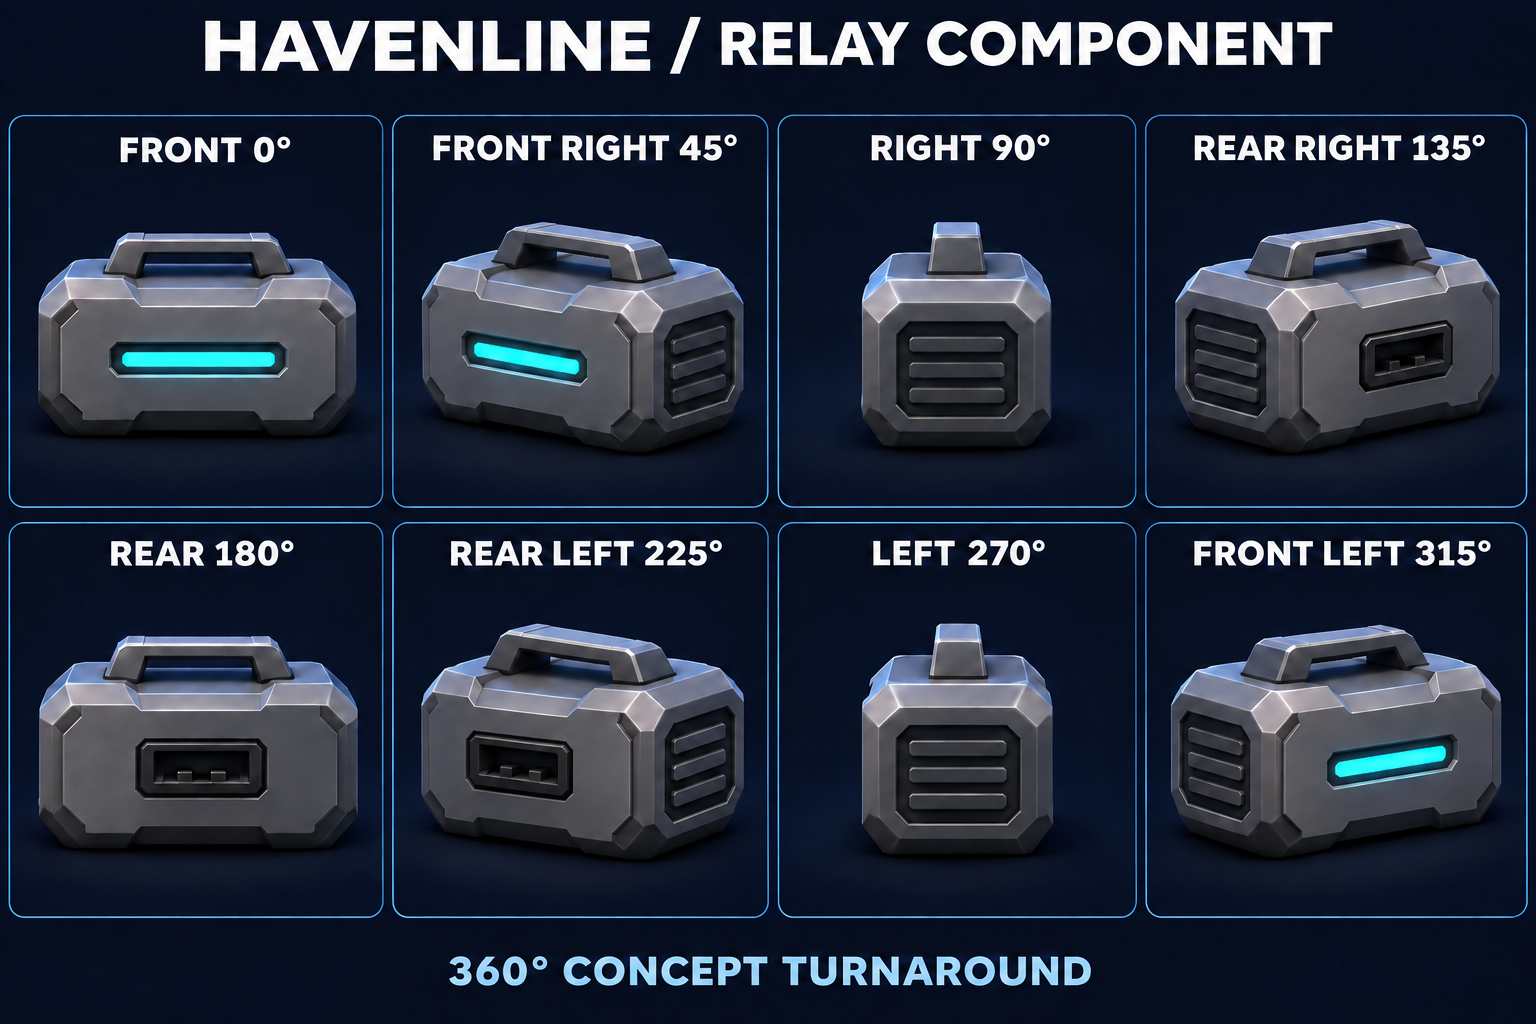 HAVENLINE / RELAY COMPONENT
FRONT 0°
FRONT RIGHT 45°
RIGHT 90°
REAR RIGHT 135°
REAR 180°
REAR LEFT 225°
LEFT 270°
FRONT LEFT 315°
360° CONCEPT TURNAROUND